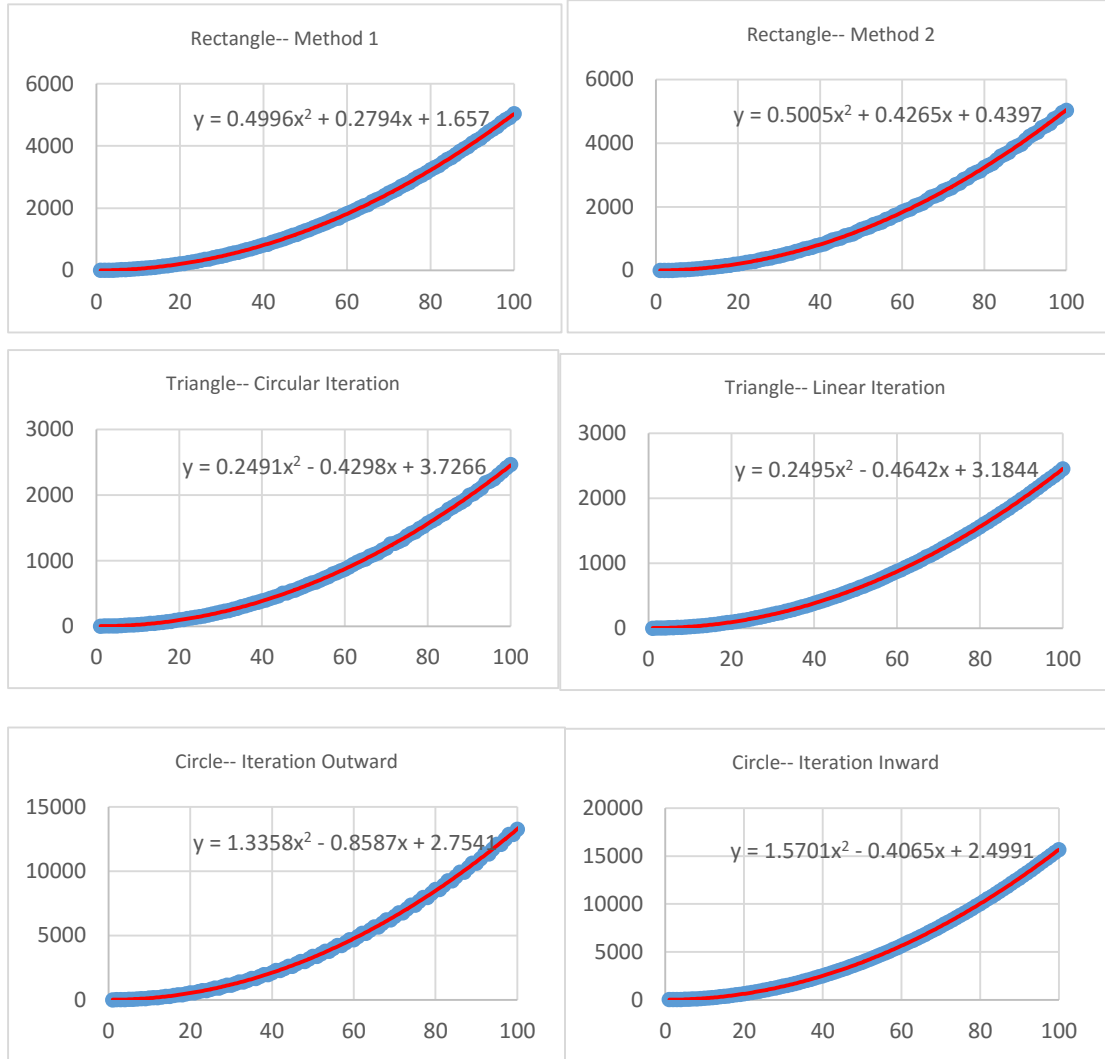 Rectangle-- Method 1
6000
4000
2000
0
0 20 40 60 80 100
y = 0.4996x² + 0.2794x + 1.657
Rectangle-- Method 2
6000
4000
2000
0
0 20 40 60 80 100
y = 0.5005x² + 0.4265x + 0.4397
Triangle-- Circular Iteration
3000
2000
1000
0
0 20 40 60 80 100
y = 0.2491x² - 0.4298x + 3.7266
Triangle-- Linear Iteration
3000
2000
1000
0
0 20 40 60 80 100
y = 0.2495x² - 0.4642x + 3.1844
Circle-- Iteration Outward
15000
10000
5000
0
0 20 40 60 80 100
y = 1.3358x² - 0.8587x + 2.7541
Circle-- Iteration Inward
20000
15000
10000
5000
0
0 20 40 60 80 100
y = 1.5701x² - 0.4065x + 2.4991